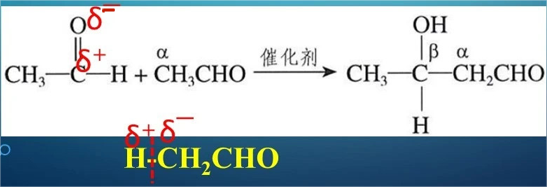 O δ⁻
‖
CH₃—C δ⁺—H + α CH₃CHO 催化剂 → OH
CH₃—C—CH₂CHO
β α
H
δ⁺ δ⁻
H-CH₂CHO